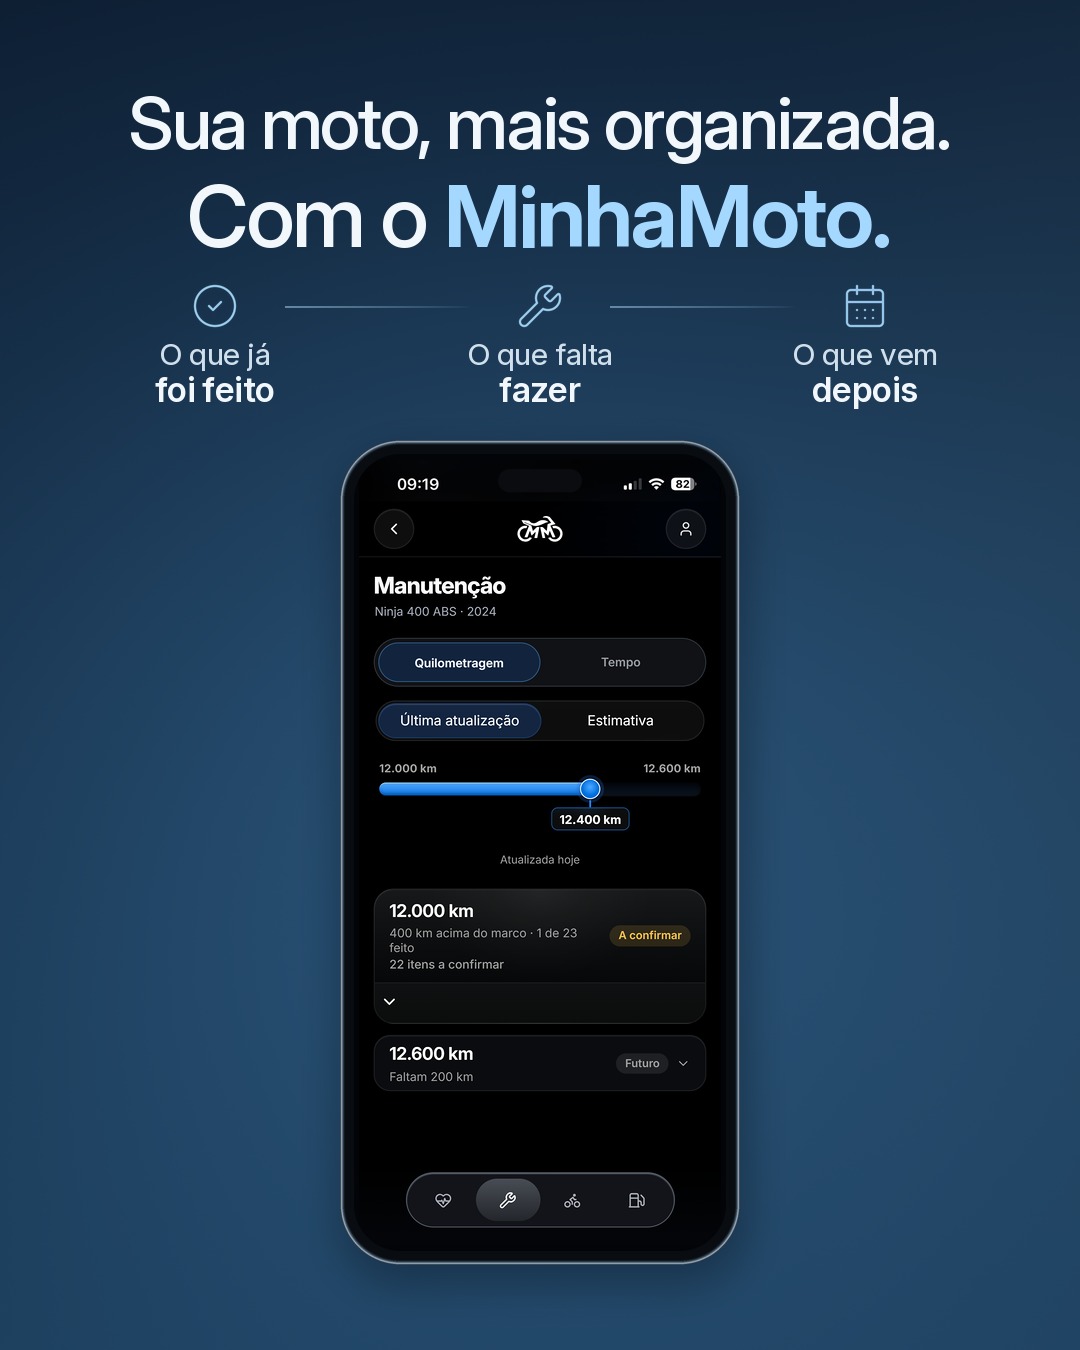 Sua moto, mais organizada.
Com o MinhaMoto.
O que já
foi feito
O que falta
fazer
O que vem
depois
09:19
82
MM
Manutenção
Ninja 400 ABS · 2024
Quilometragem
Tempo
Última atualização
Estimativa
12.000 km
12.600 km
12.400 km
Atualizada hoje
12.000 km
400 km acima do marco · 1 de 23
feito
22 itens a confirmar
A confirmar
12.600 km
Faltam 200 km
Futuro